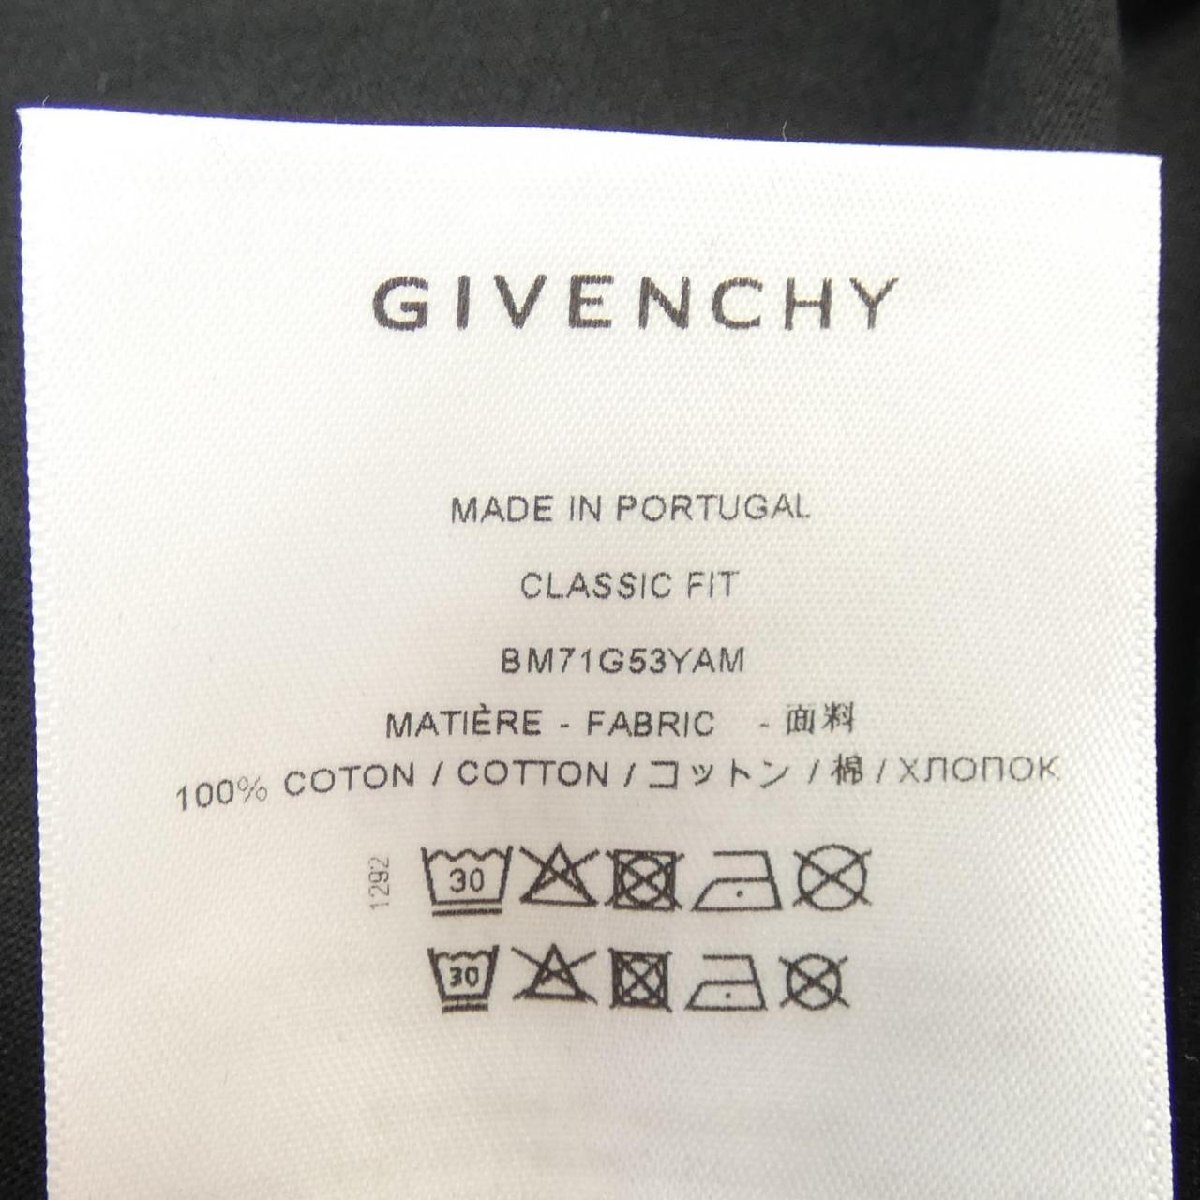 GIVENCHY
MADE IN PORTUGAL
CLASSIC FIT
BM71G53YAM
MATIÈRE - FABRIC - 面料
100% COTON / COTTON / コットン / 棉 / ХЛОПОК
1292
30
30